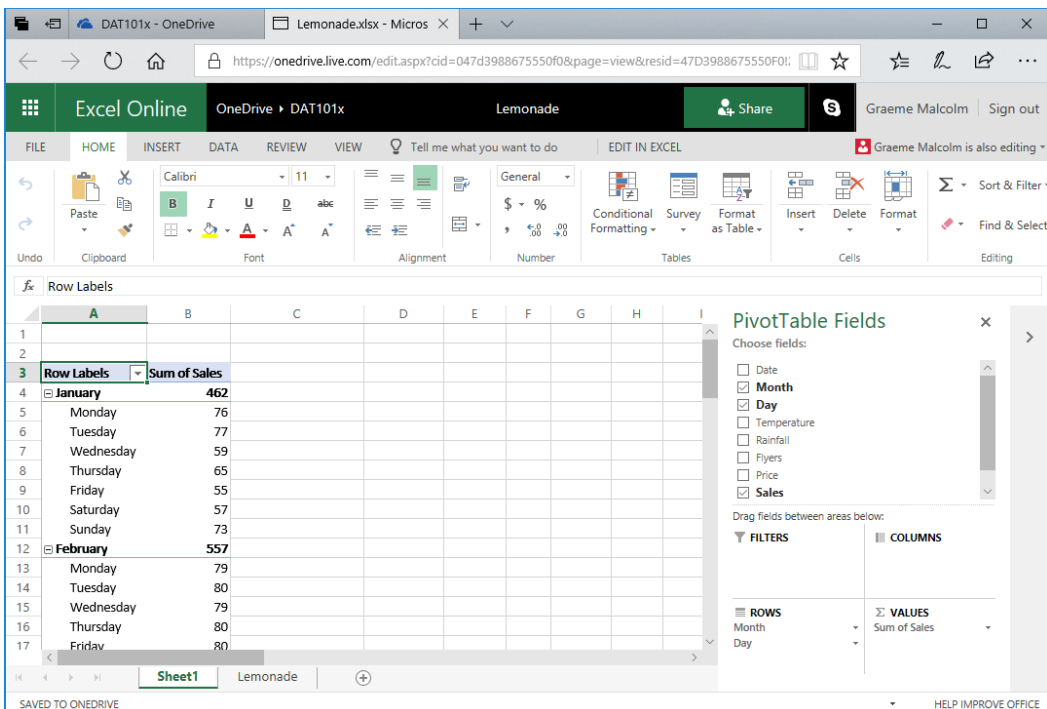 DAT101x - OneDrive
Lemonade.xlsx - Micros
https://onedrive.live.com/edit.aspx?cid=047d3988675550f0&page=view&resid=47D3988675550F0!
Excel Online
OneDrive ▸ DAT101x
Lemonade
Share
Graeme Malcolm
Sign out
FILE HOME INSERT DATA REVIEW VIEW Tell me what you want to do EDIT IN EXCEL Graeme Malcolm is also editing
Calibri 11 General
B I U D abc $ % Σ Sort & Filter
Paste Conditional Formatting Survey Format as Table Insert Delete Format
A A A Find & Select
Undo Clipboard Font Alignment Number Tables Cells Editing
fx Row Labels
A B C D E F G H I
1
2
3 Row Labels Sum of Sales
4 January 462
5 Monday 76
6 Tuesday 77
7 Wednesday 59
8 Thursday 65
9 Friday 55
10 Saturday 57
11 Sunday 73
12 February 557
13 Monday 79
14 Tuesday 80
15 Wednesday 79
16 Thursday 80
17 Friday 80
PivotTable Fields
Choose fields:
Date
Month
Day
Temperature
Rainfall
Flyers
Price
Sales
Drag fields between areas below:
FILTERS
COLUMNS
ROWS
Month
Day
Σ VALUES
Sum of Sales
Sheet1 Lemonade
SAVED TO ONEDRIVE
HELP IMPROVE OFFICE